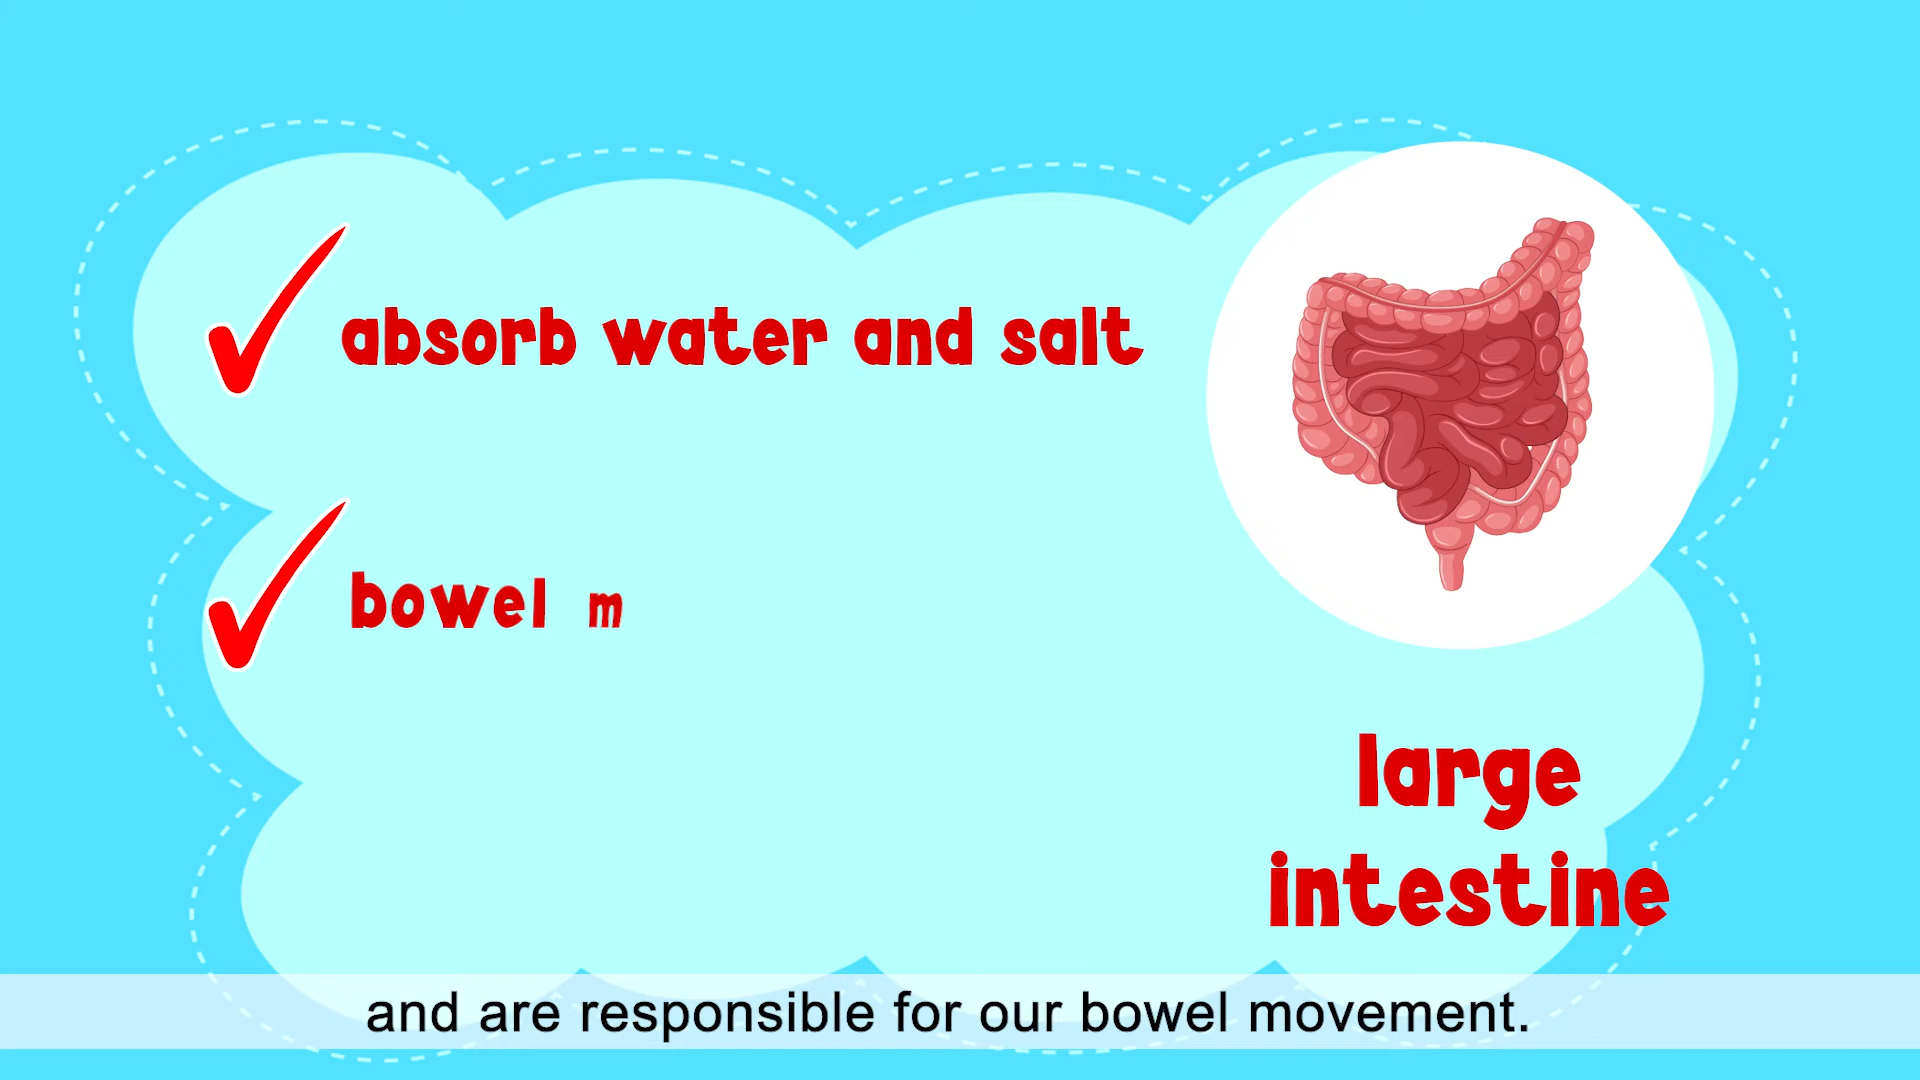 absorb water and salt
bowel m
large
intestine
and are responsible for our bowel movement.